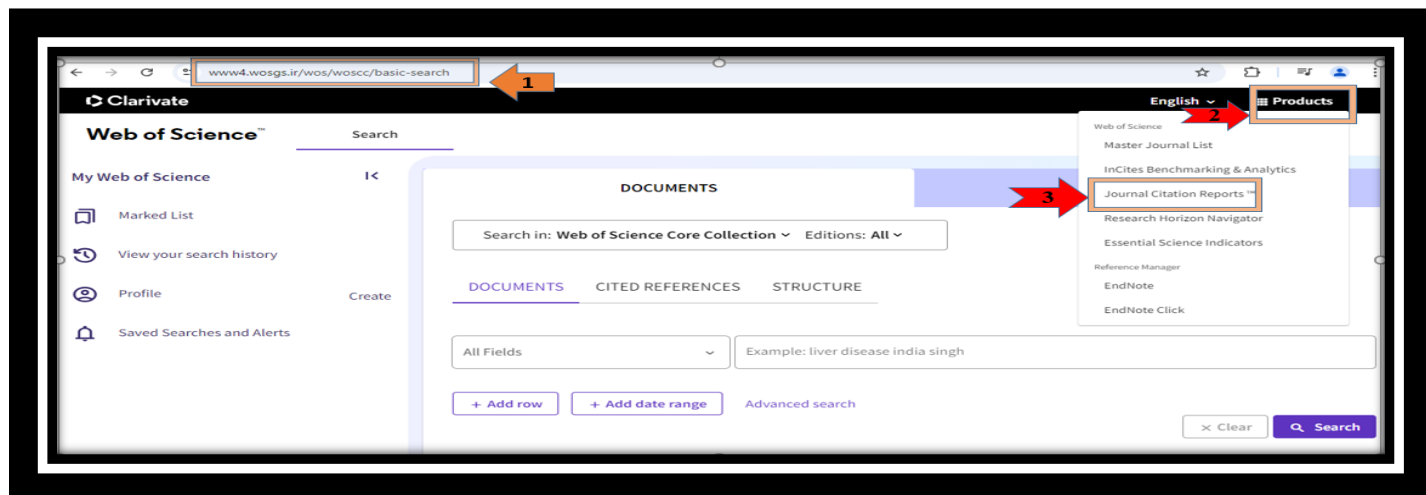 www4.wosgs.ir/wos/woscc/basic-search
1
Clarivate
English
Products
2
Web of Science™
Search
Web of Science
Master Journal List
InCites Benchmarking & Analytics
Journal Citation Reports ™
3
Research Horizon Navigator
Essential Science Indicators
Reference Manager
EndNote
EndNote Click
My Web of Science
Marked List
View your search history
Profile
Create
Saved Searches and Alerts
DOCUMENTS
Search in: Web of Science Core Collection Editions: All
DOCUMENTS CITED REFERENCES STRUCTURE
All Fields
Example: liver disease india singh
+ Add row
+ Add date range
Advanced search
× Clear
Search